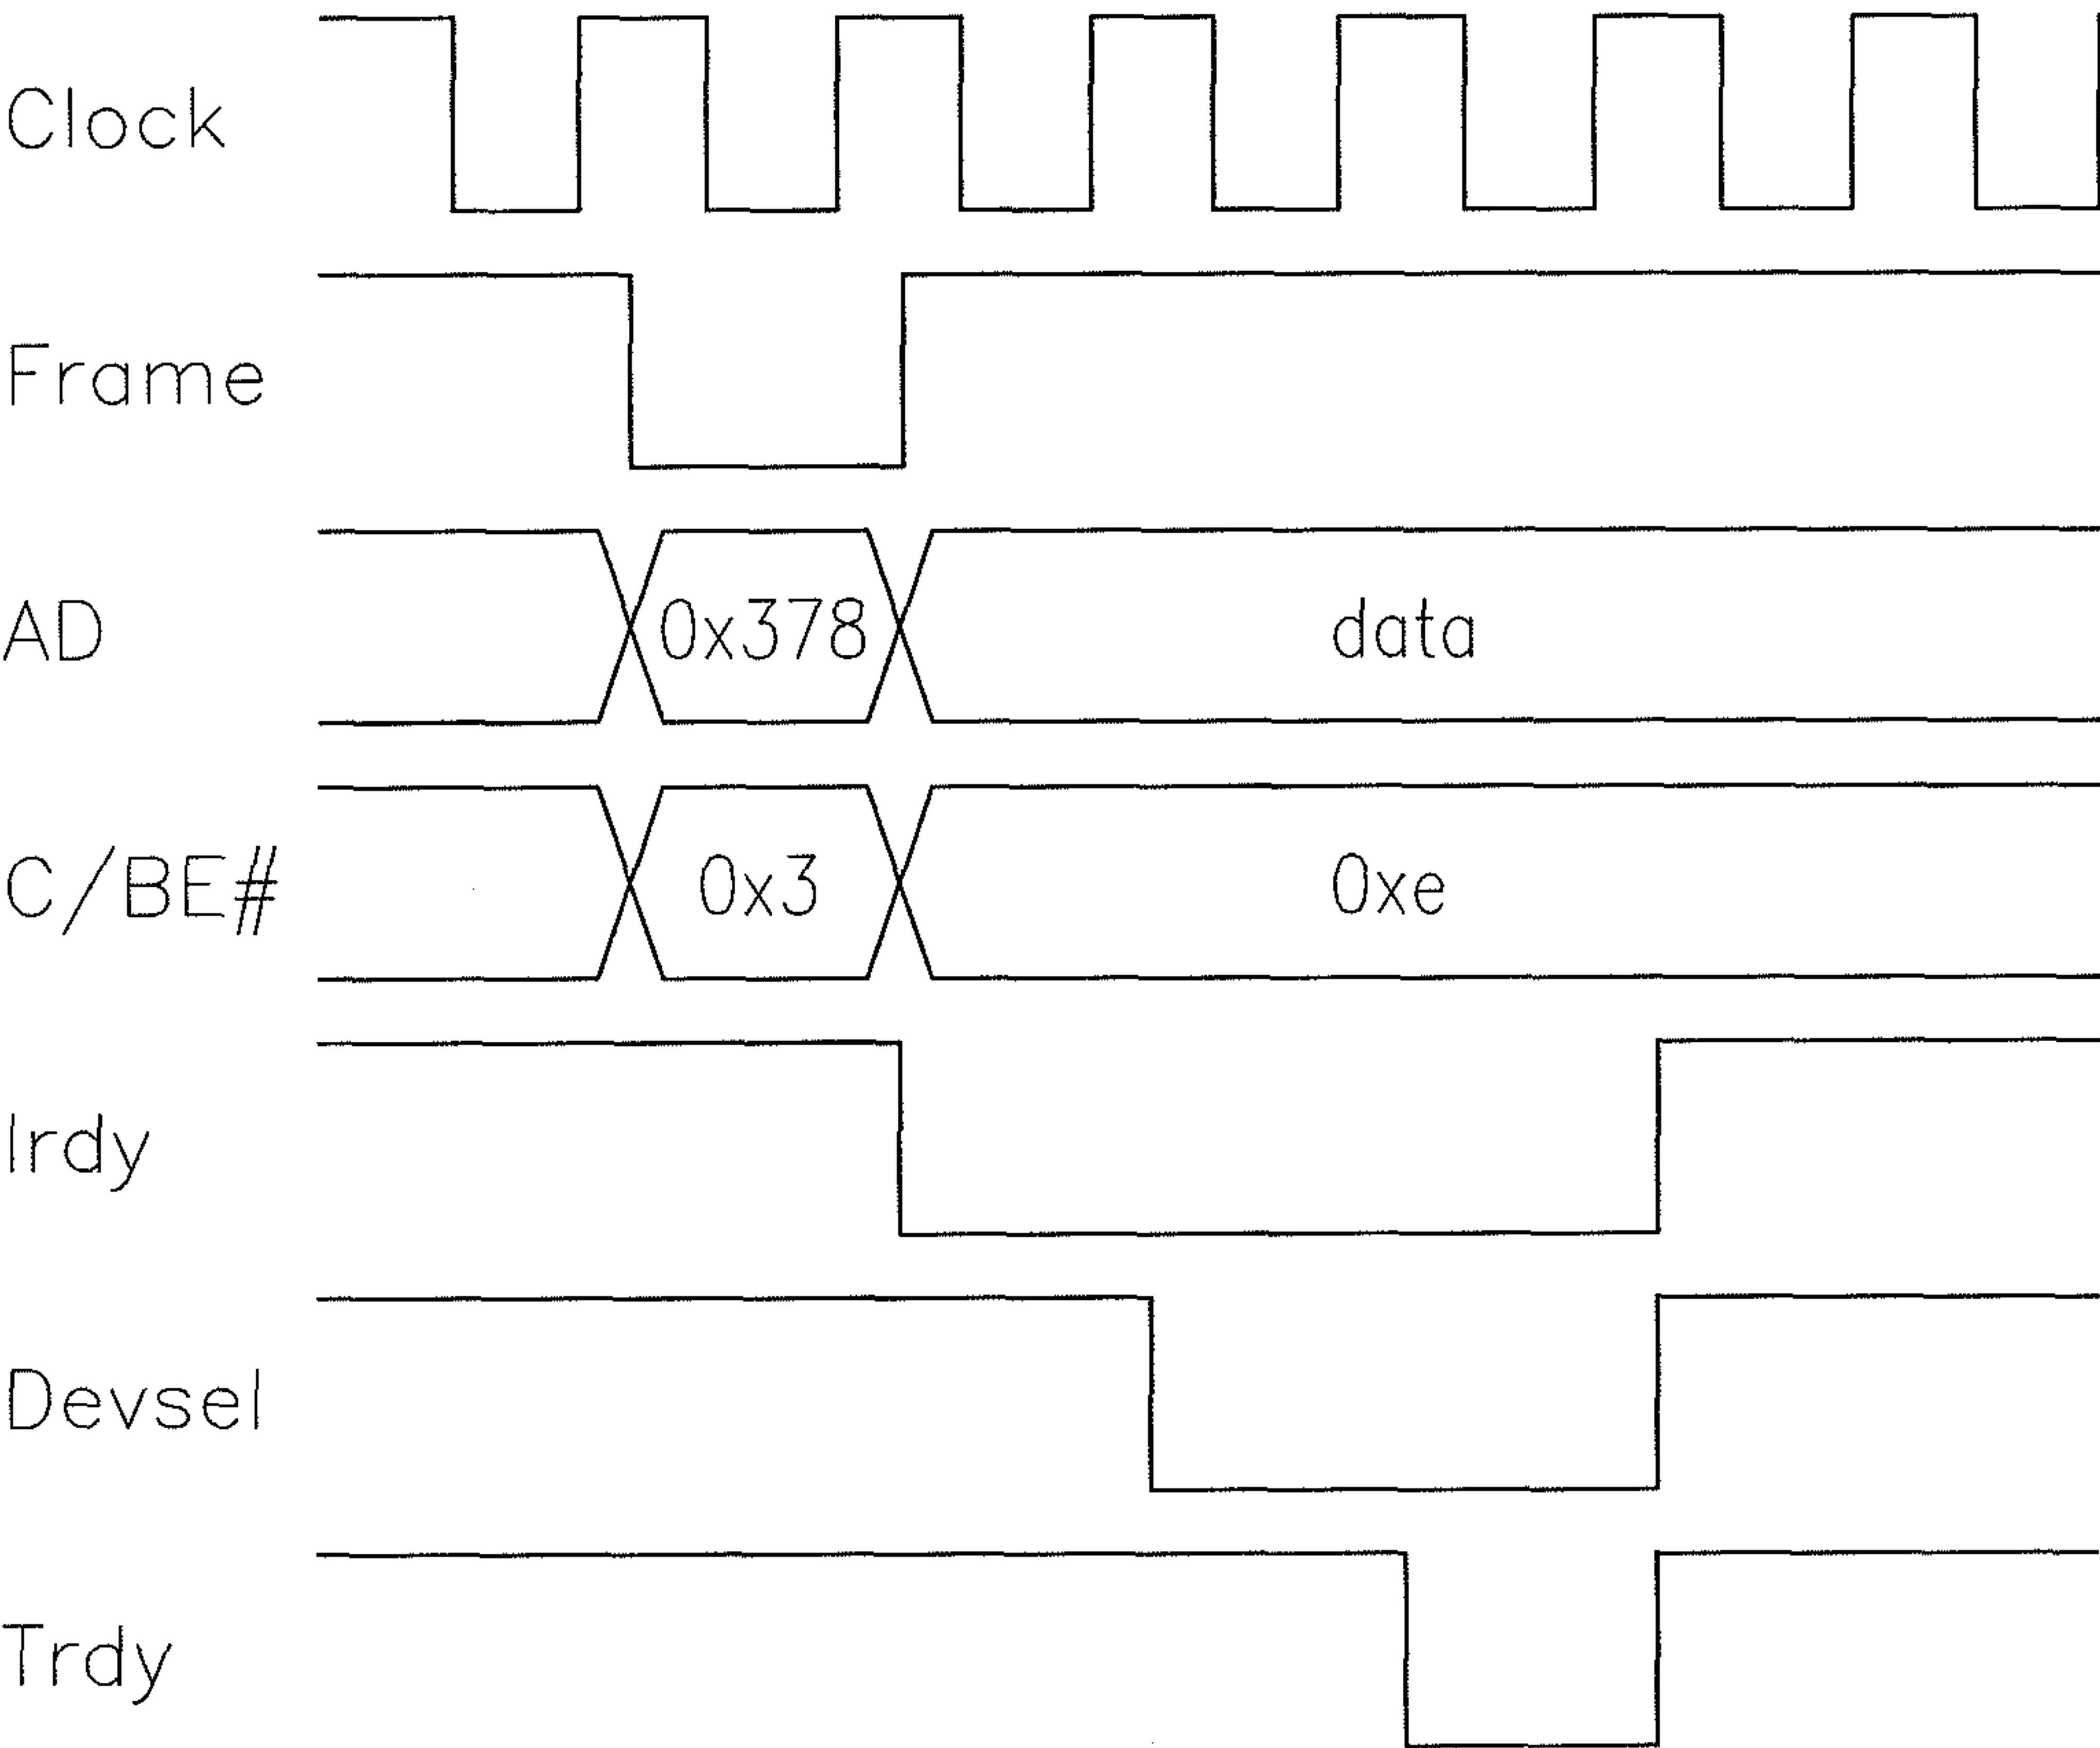 Clock
Frame
AD 0x378 data
C/BE# 0x3 0xe
Irdy
Devsel
Trdy